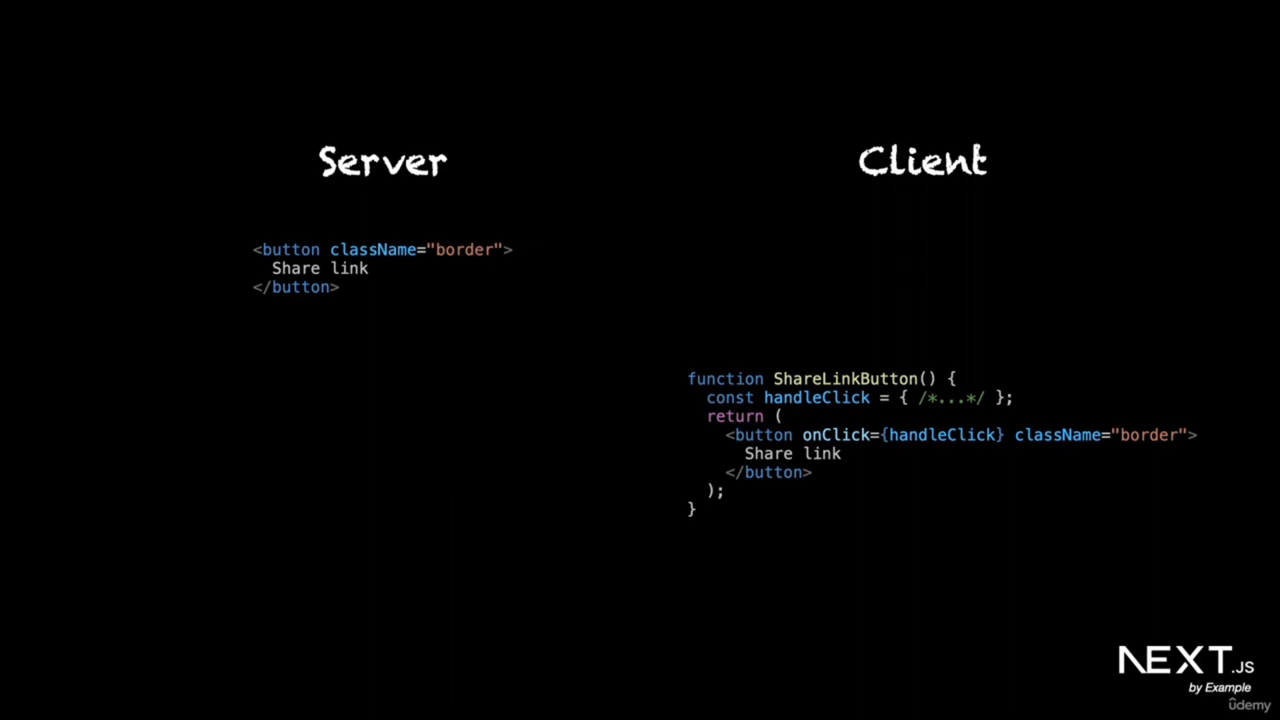 Server
Client
<button className="border">
  Share link
</button>
function ShareLinkButton() {
  const handleClick = { /*...*/ };
  return (
    <button onClick={handleClick} className="border">
      Share link
    </button>
  );
}
NEXT.JS
by Example
ûdemy